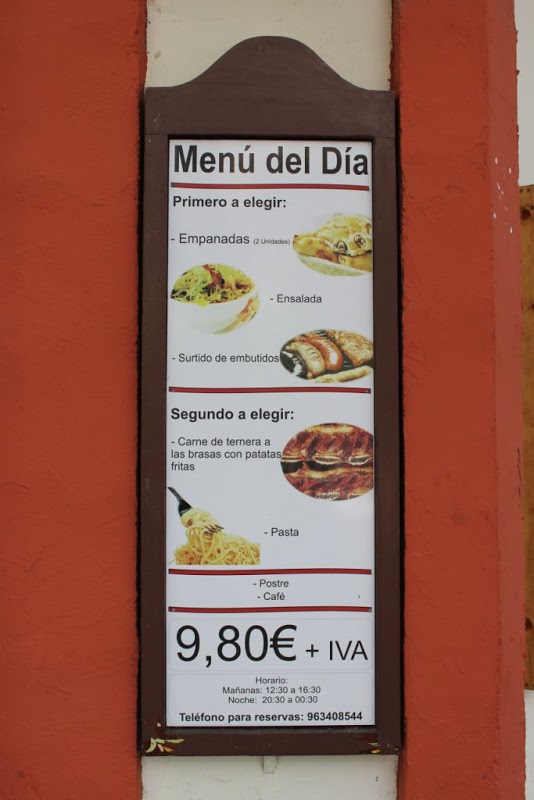 Menú del Día
Primero a elegir:
- Empanadas (2 Unidades)
- Ensalada
- Surtido de embutidos
Segundo a elegir:
- Carne de ternera a
las brasas con patatas
fritas
- Pasta
- Postre
- Café
9,80€ + IVA
Horario:
Mañanas: 12:30 a 16:30
Noche: 20:30 a 00:30
Teléfono para reservas: 963408544